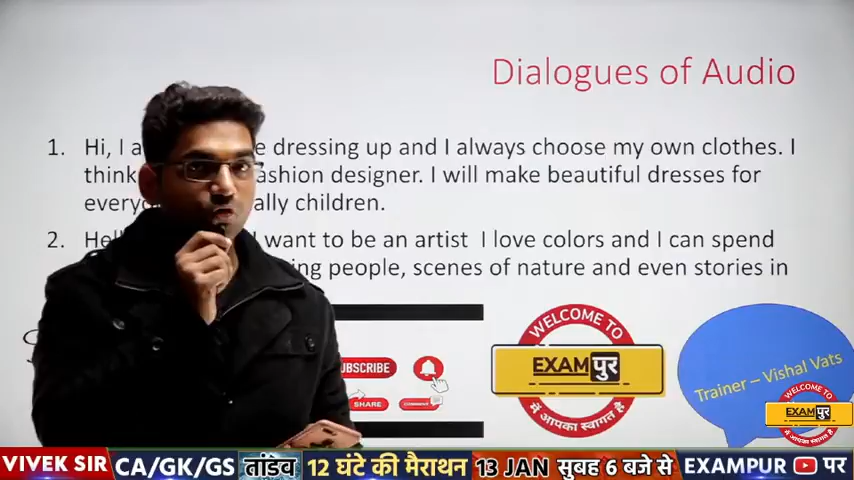 Dialogues of Audio
1. Hi, I a e dressing up and I always choose my own clothes. I
think ashion designer. I will make beautiful dresses for
every ally children.
2. Hell I want to be an artist I love colors and I can spend
ing people, scenes of nature and even stories in
SUBSCRIBE
SHARE
WELCOME TO
EXAMपुर
में आपका स्वागत है
Trainer – Vishal Vats
WELCOME TO
EXAMपुर
में आपका स्वागत है
VIVEK SIR CA/GK/GS तांडव 12 घंटे की मैराथन 13 JAN सुबह 6 बजे से EXAMPUR पर